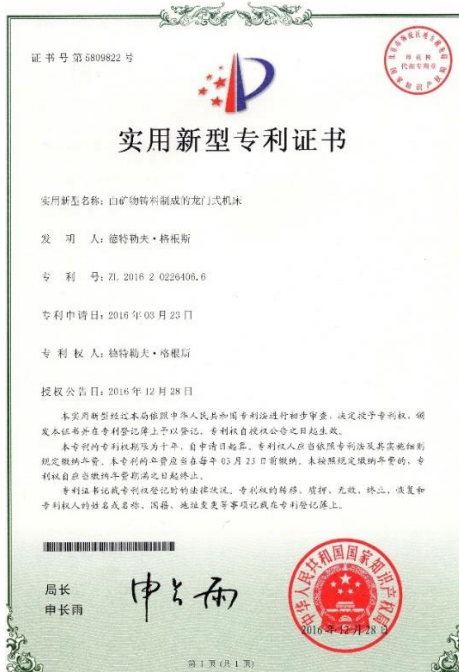 证书号第5809822号
实用新型专利证书
实用新型名称：由矿物铸料制成的龙门式机床
发 明 人：德特勒夫·格根斯
专 利 号：ZL 2016 2 0226406.6
专利申请日：2016年03月23日
专 利 权 人：德特勒夫·格根斯
授权公告日：2016年12月28日
本实用新型经过本局依照中华人民共和国专利法进行初步审查，决定授予专利权，颁
发本证书并在专利登记簿上予以登记。专利权自授权公告之日起生效。
本专利的专利权期限为十年，自申请日起算。专利权人应当依照专利法及其实施细则
规定缴纳年费。本专利的年费应当在每年03月23日前缴纳。未按照规定缴纳年费的，专
利权自应当缴纳年费期满之日起终止。
专利证书记载专利权登记时的法律状况。专利权的转移、质押、无效、终止、恢复和
专利权人的姓名或名称、国籍、地址变更等事项记载在专利登记簿上。
局长
申长雨
申长雨
中华人民共和国国家知识产权局
2016年12月28日
第1页（共1页）